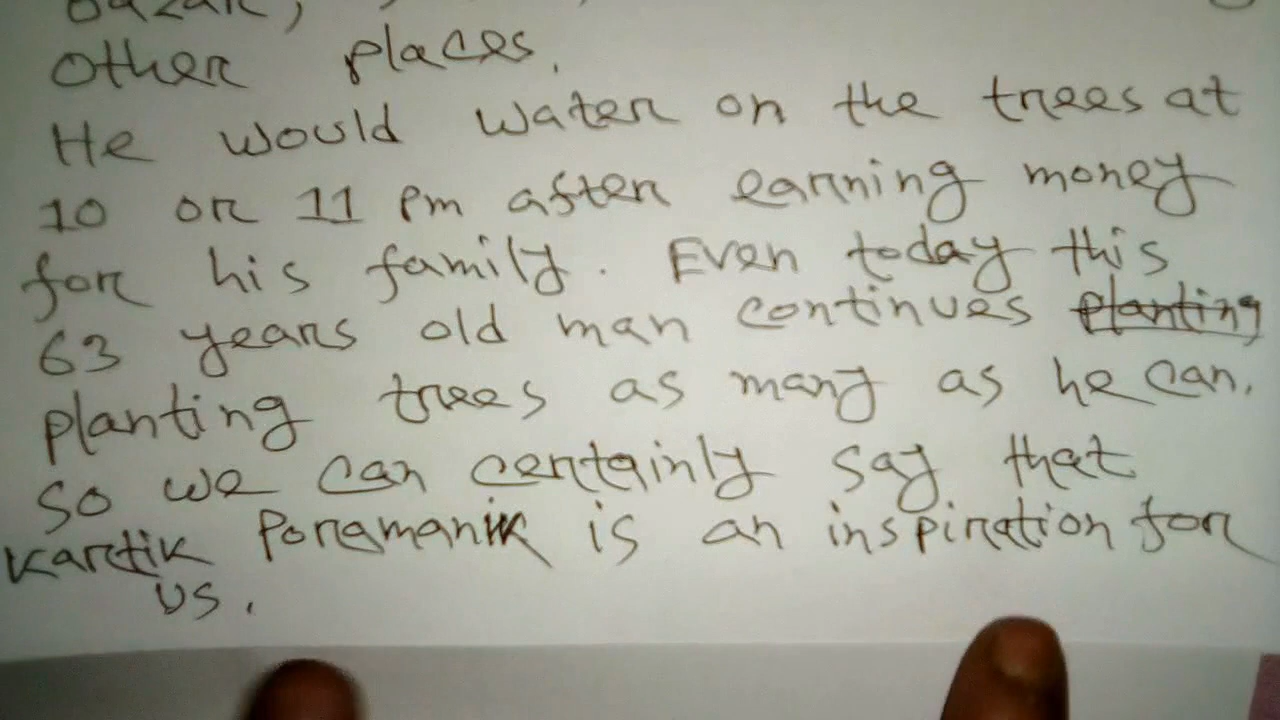 bazar,
other places.
He would water on the trees at
10 or 11 pm after earning money
for his family. Even today this
63 years old man continues planting
planting trees as many as he can.
so we can certainly say that
Kartik Poramanik is an inspiration for
us.